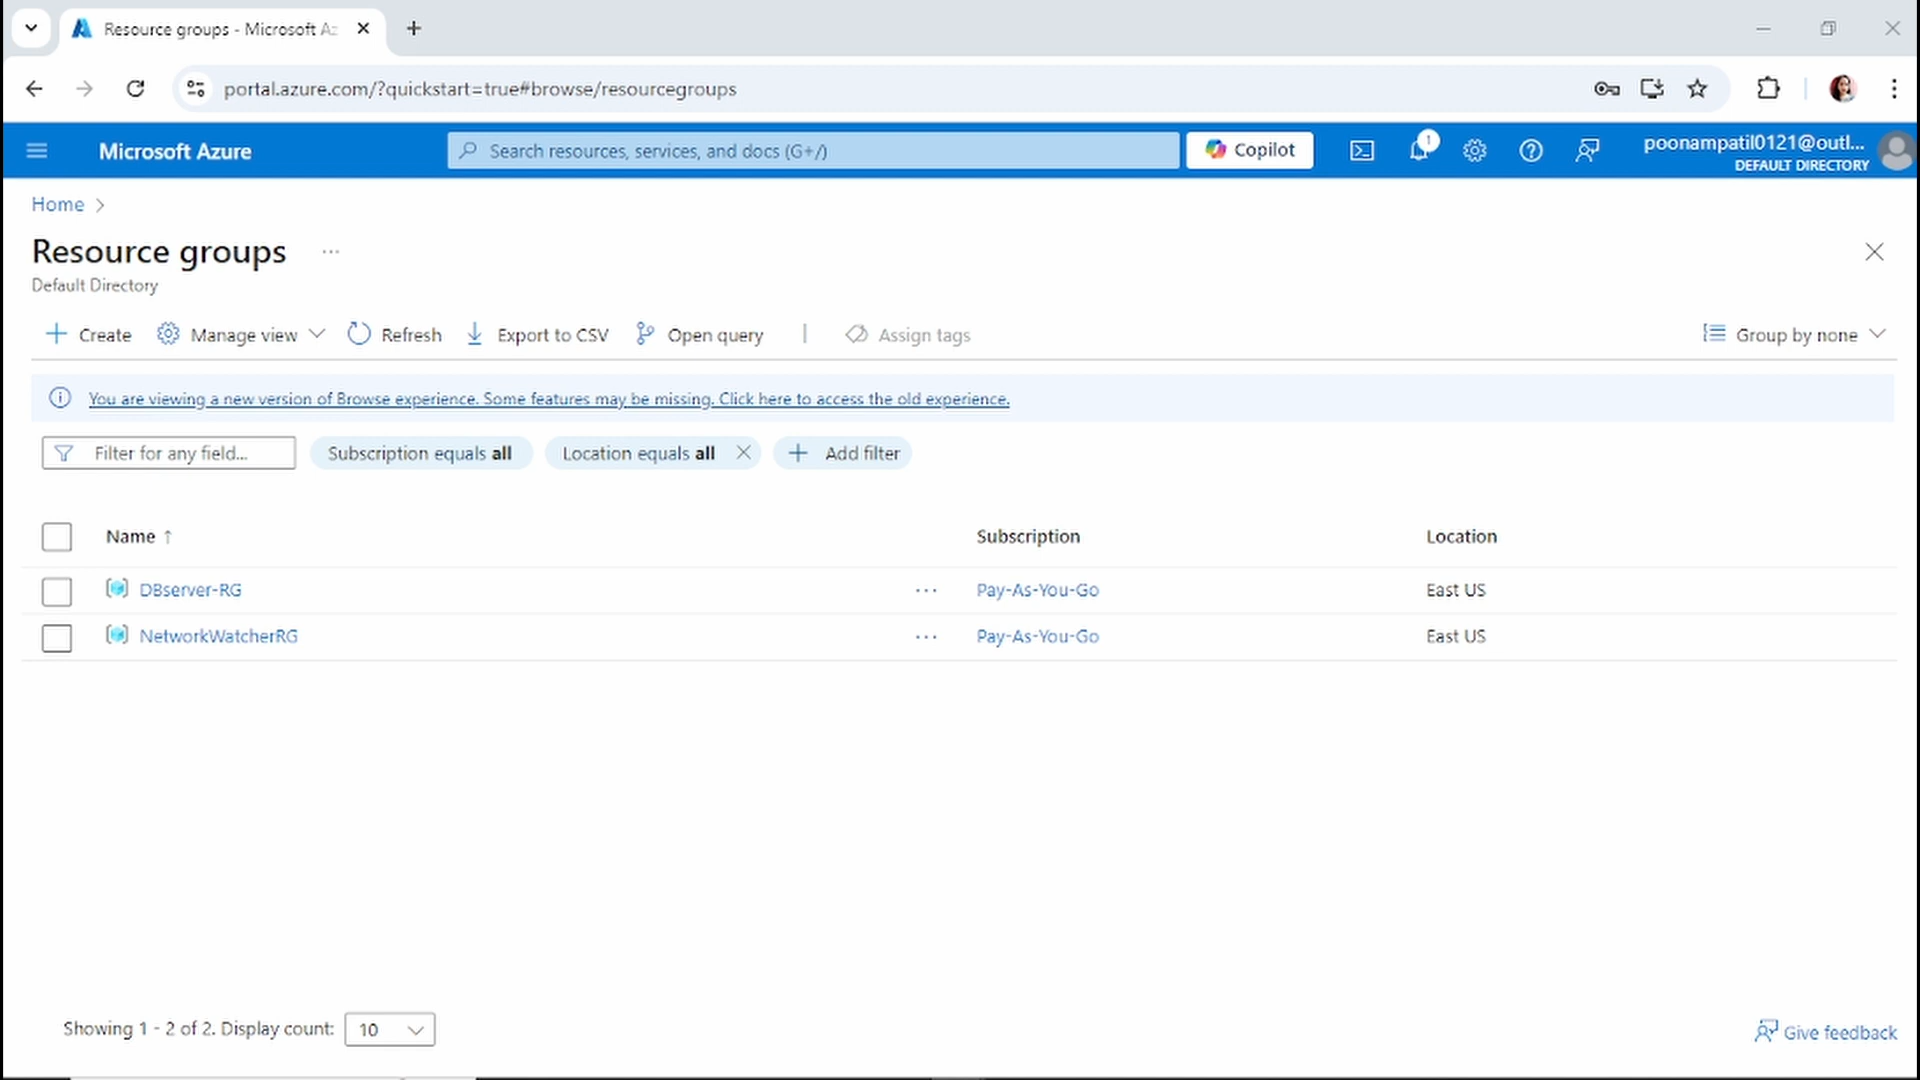 Resource groups - Microsoft Az
portal.azure.com/?quickstart=true#browse/resourcegroups
Microsoft Azure
Search resources, services, and docs (G+/)
Copilot
1
poonampatil0121@outl...
DEFAULT DIRECTORY
Home
Resource groups ...
Default Directory
Create Manage view Refresh Export to CSV Open query | Assign tags Group by none
You are viewing a new version of Browse experience. Some features may be missing. Click here to access the old experience.
Filter for any field... Subscription equals all Location equals all Add filter
Name ↑ Subscription Location
DBserver-RG ... Pay-As-You-Go East US
NetworkWatcherRG ... Pay-As-You-Go East US
Showing 1 - 2 of 2. Display count: 10
Give feedback